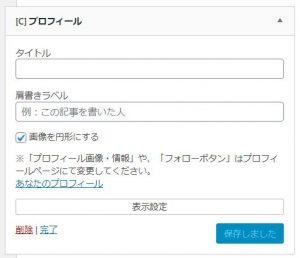 [C] プロフィール
タイトル
肩書きラベル
例：この記事を書いた人
画像を円形にする
※「プロフィール画像・情報」や、「フォローボタン」はプロフィ
ールページにて変更してください。
あなたのプロフィール
表示設定
削除 | 完了
保存しました